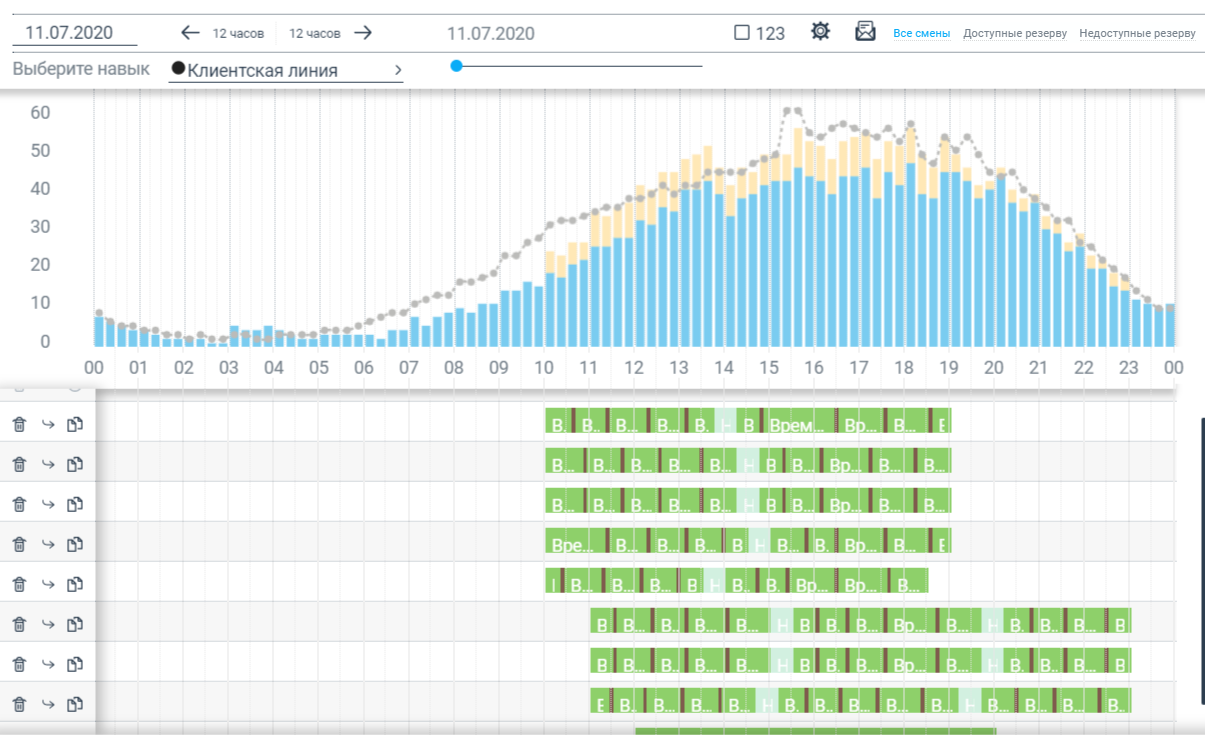 11.07.2020 12 часов 12 часов 11.07.2020 123 Все смены Доступные резерву Недоступные резерву
Выберите навык Клиентская линия
60
50
40
30
20
10
0
00 01 02 03 04 05 06 07 08 09 10 11 12 13 14 15 16 17 18 19 20 21 22 23 00
В. В.. В... В... В. Н В Врем... Вр... В... В
В... В... В... В... В... Н В В... Вр... В... В...
В... В... В... В... В... Н В В... Вр... В... В...
Вре... В... В... В... В Н В... В. Вр... В... В
В... В... В... В Н В.. В. Вр... Вр... В...
В В... В.. В... В... Н В В.. В... Вр... В... Н В. В.. В... В
В В... В.. В... В... Н В В.. В... Вр... В... Н В. В.. В... В
В В.. В... В... В... Н В.. В... В... В... В... Н В... В... В... В..